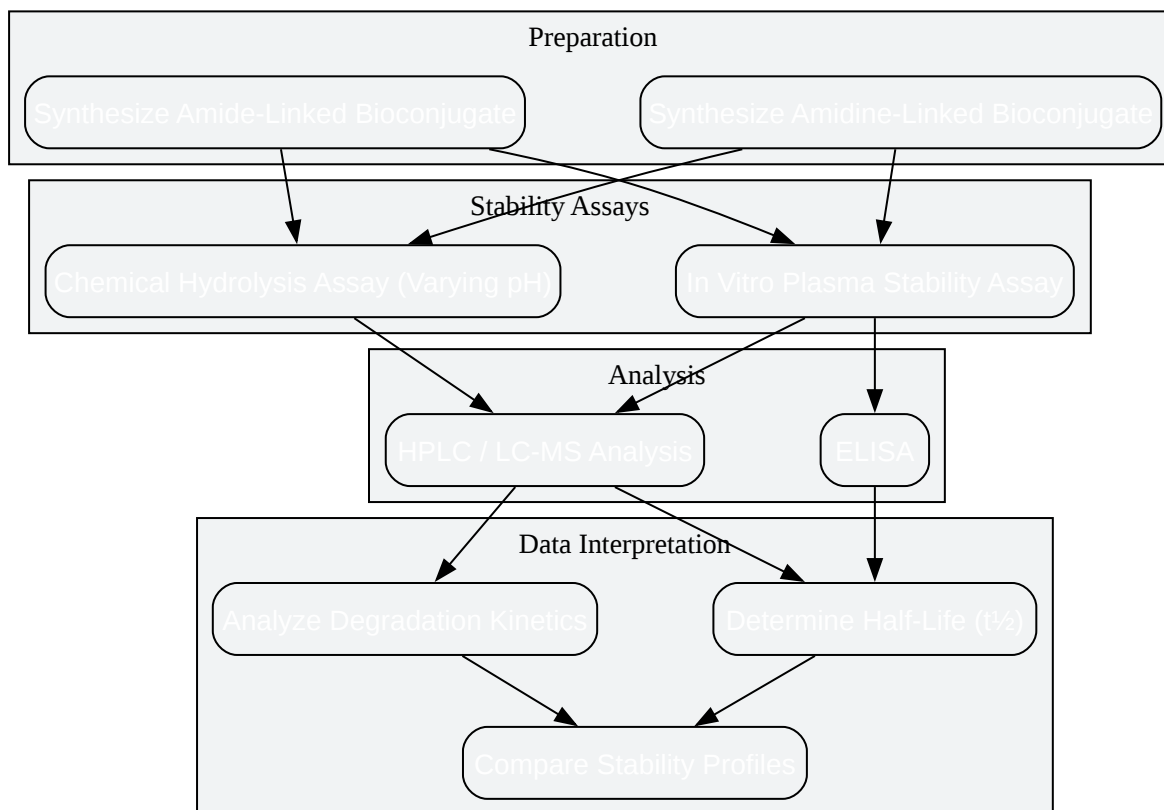 Preparation
Synthesize Amide-Linked Bioconjugate
Synthesize Amidine-Linked Bioconjugate
Stability Assays
Chemical Hydrolysis Assay (Varying pH)
In Vitro Plasma Stability Assay
Analysis
HPLC / LC-MS Analysis
ELISA
Data Interpretation
Analyze Degradation Kinetics
Determine Half-Life (t½)
Compare Stability Profiles